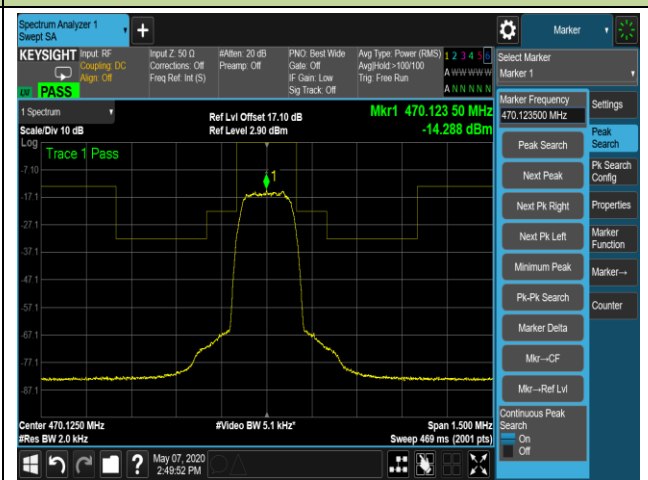 Spectrum Analyzer 1
Swept SA
Marker
KEYSIGHT
Input: RF
Coupling: DC
Align: Off
Input Z: 50 Ω
Corrections: Off
Freq Ref: Int (S)
#Atten: 20 dB
Preamp: Off
PNO: Best Wide
Gate: Off
IF Gain: Low
Sig Track: Off
Avg Type: Power (RMS)
Avg|Hold:>100/100
Trig: Free Run
1 2 3 4 5 6
A W W W W W
A N N N N N
LXI
PASS
Select Marker
Marker 1
1 Spectrum
Scale/Div 10 dB
Log
Ref Lvl Offset 17.10 dB
Ref Level 2.90 dBm
Mkr1 470.123 50 MHz
-14.288 dBm
Trace 1 Pass
1
-7.10
-17.1
-27.1
-37.1
-47.1
-57.1
-67.1
-77.1
-87.1
Center 470.1250 MHz
#Res BW 2.0 kHz
#Video BW 5.1 kHz*
Span 1.500 MHz
Sweep 469 ms (2001 pts)
Marker Frequency
470.123500 MHz
Peak Search
Next Peak
Next Pk Right
Next Pk Left
Minimum Peak
Pk-Pk Search
Marker Delta
Mkr→CF
Mkr→Ref Lvl
Continuous Peak
Search
On
Off
Settings
Peak
Search
Pk Search
Config
Properties
Marker
Function
Marker→
Counter
?
May 07, 2020
2:49:52 PM